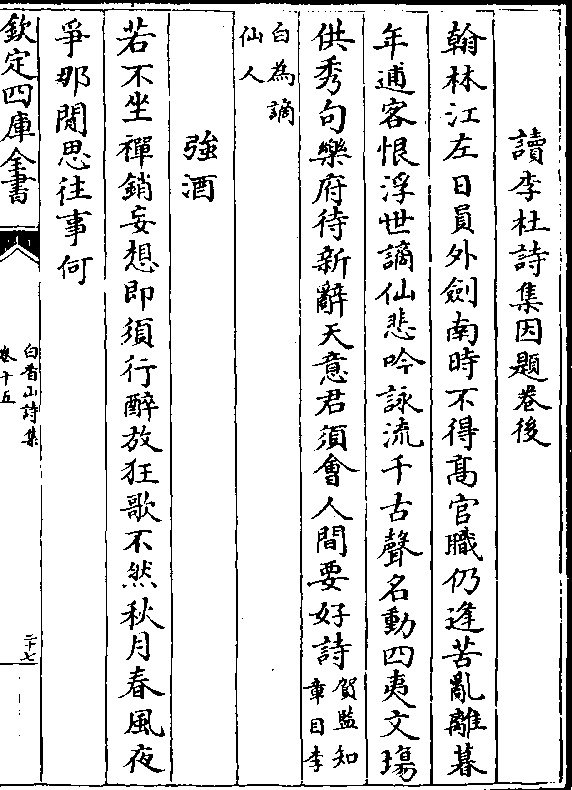 讀李杜詩集因題卷後
翰林江左日員外劍南時不得髙官職仍逢苦亂離暮
年逋客恨浮世謫仙悲吟詠流千古聲名動四夷文瑒
供秀句樂府待新辭天意君須會人間要好詩賀監知
章目李
白為謫
仙人
強酒
若不坐禪銷妄想即須行醉放狂歌不然秋月春風夜
爭那閒思往事何
欽定四庫全書
白香山詩集
卷十五
二十七